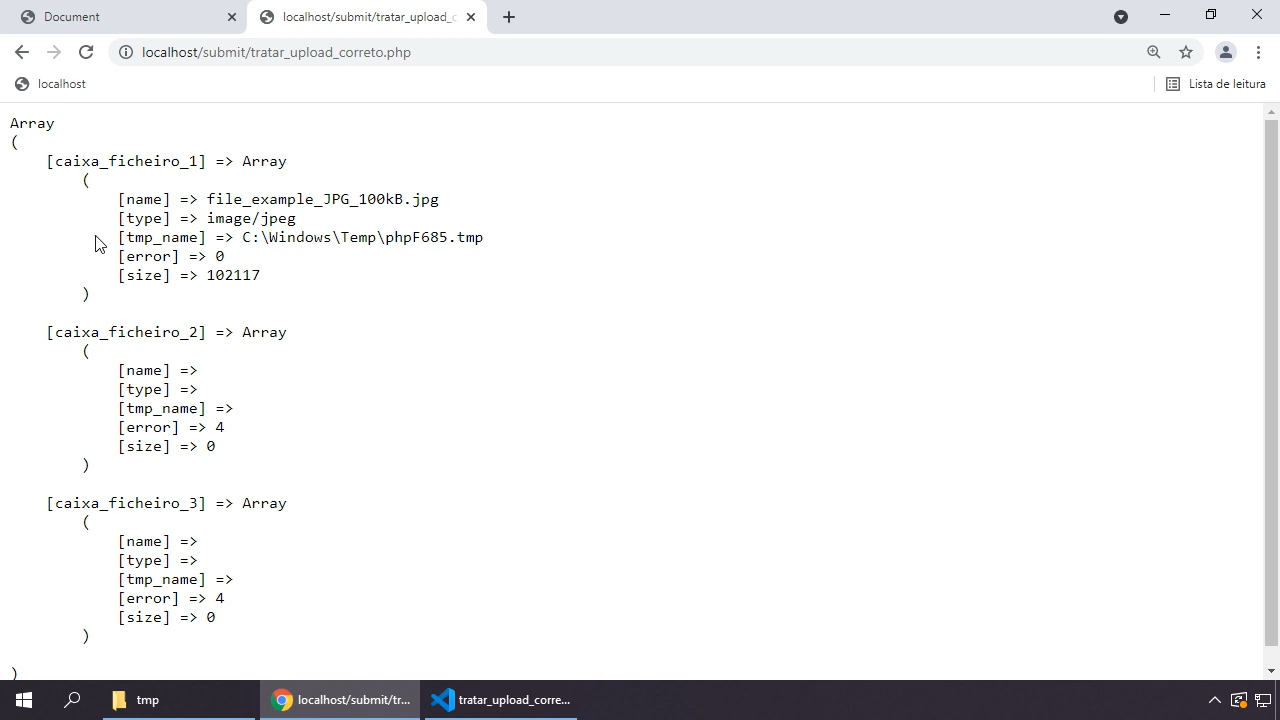 Document
localhost/submit/tratar_upload_c
localhost/submit/tratar_upload_correto.php
localhost
Lista de leitura
Array
(
    [caixa_ficheiro_1] => Array
        (
            [name] => file_example_JPG_100kB.jpg
            [type] => image/jpeg
            [tmp_name] => C:\Windows\Temp\phpF685.tmp
            [error] => 0
            [size] => 102117
        )
    [caixa_ficheiro_2] => Array
        (
            [name] =>
            [type] =>
            [tmp_name] =>
            [error] => 4
            [size] => 0
        )
    [caixa_ficheiro_3] => Array
        (
            [name] =>
            [type] =>
            [tmp_name] =>
            [error] => 4
            [size] => 0
        )
)
tmp
localhost/submit/tr...
tratar_upload_corre...